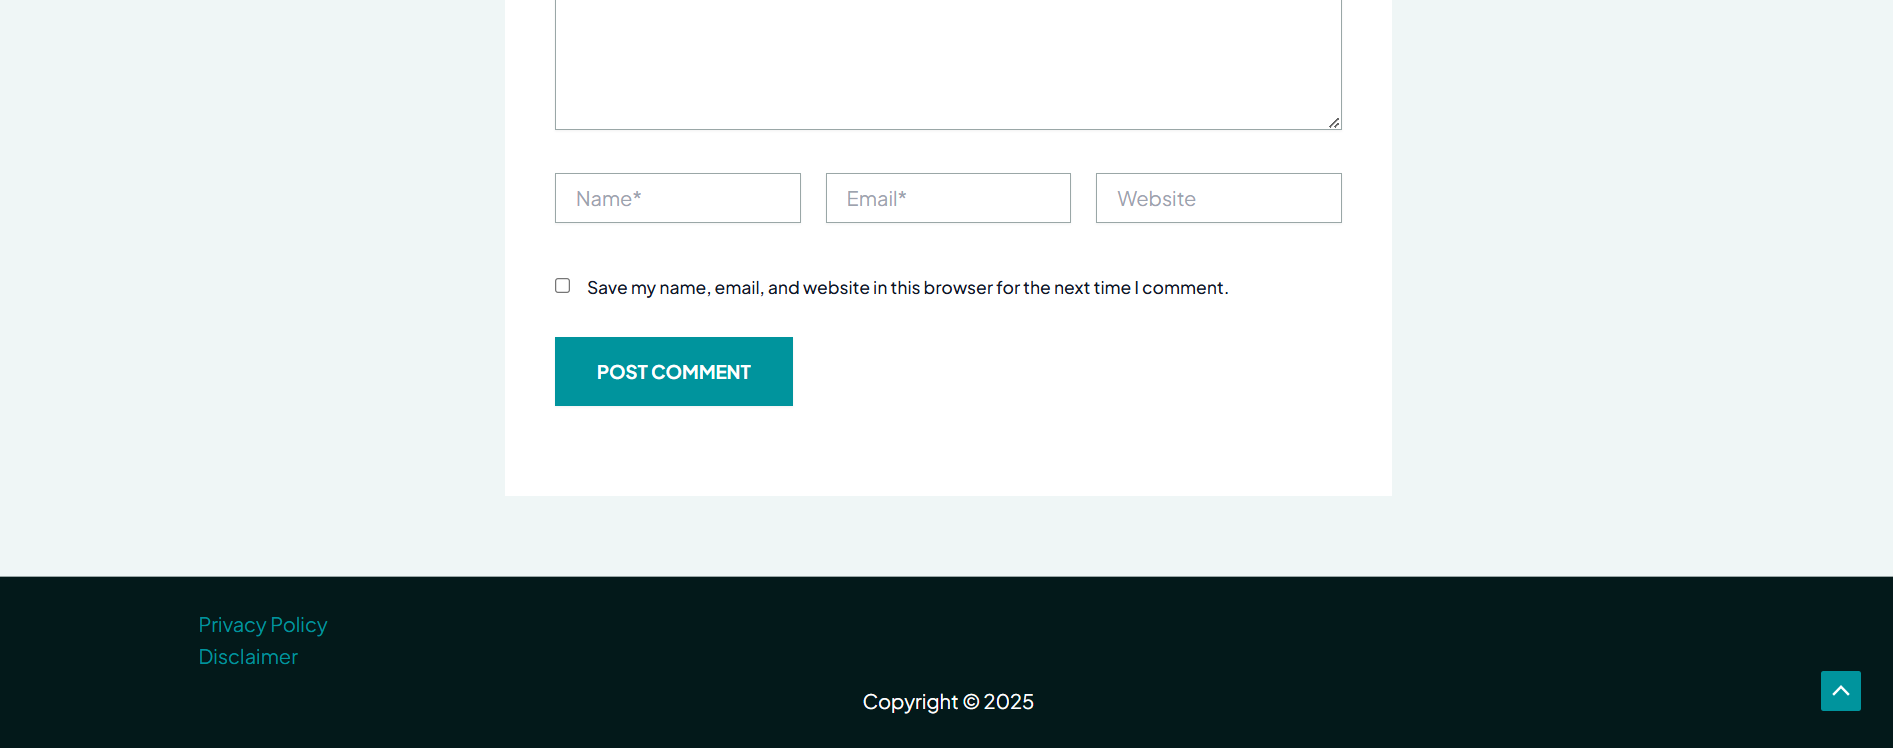 Name*
Email*
Website
Save my name, email, and website in this browser for the next time I comment.
POST COMMENT
Privacy Policy
Disclaimer
Copyright © 2025